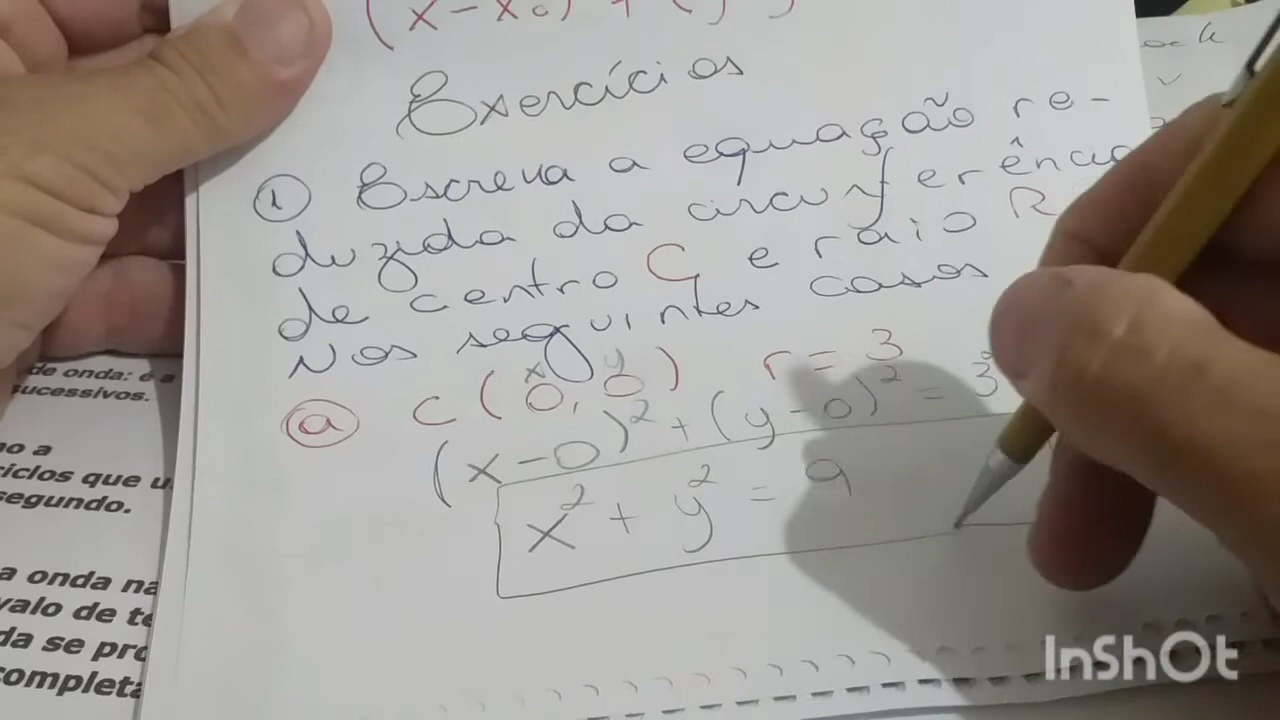 (x - x₀) + (y
Exercícios
① Escreva a equação re-
duzida da circunferência
de centro C e raio R
Nos seguintes casos
x y
ⓐ C (0, 0) r = 3
(x - 0)² + (y - 0)² = 3²
x² + y² = 9
de onda: é a
sucessivos.
a
ciclos que u
segundo.
a onda na
valo de te
da se pro
completa
InShOt